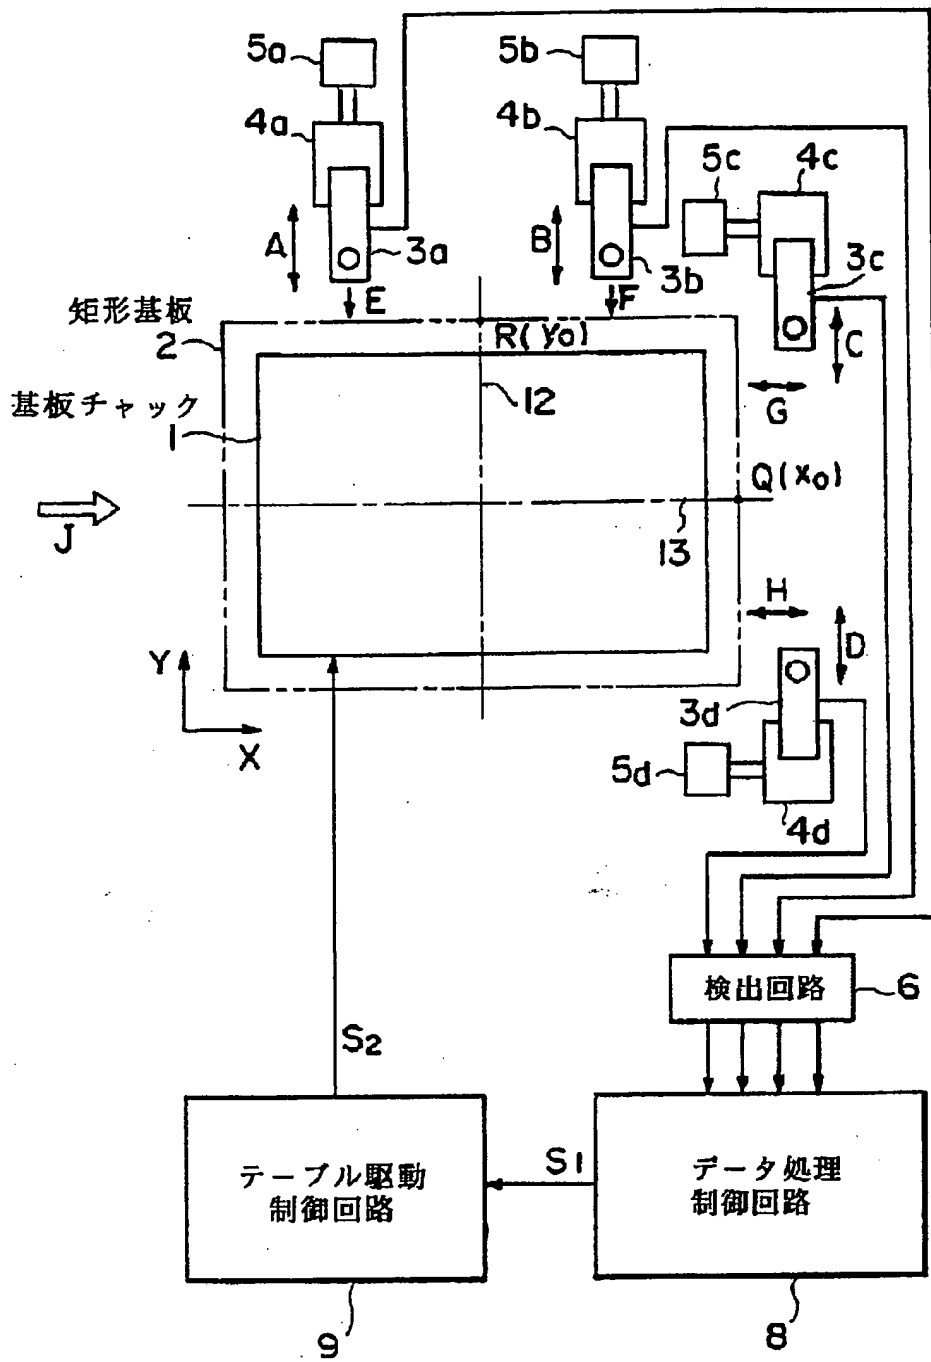 5a
5b
4a
4b
5c
4c
A
3a
B
3b
3c
E
F
矩形基板
2
R(y0)
C
基板チャック
1
12
G
Q(x0)
J
13
H
D
Y
3d
X
5d
4d
検出回路
6
S2
テーブル駆動
制御回路
S1
データ処理
制御回路
9
8